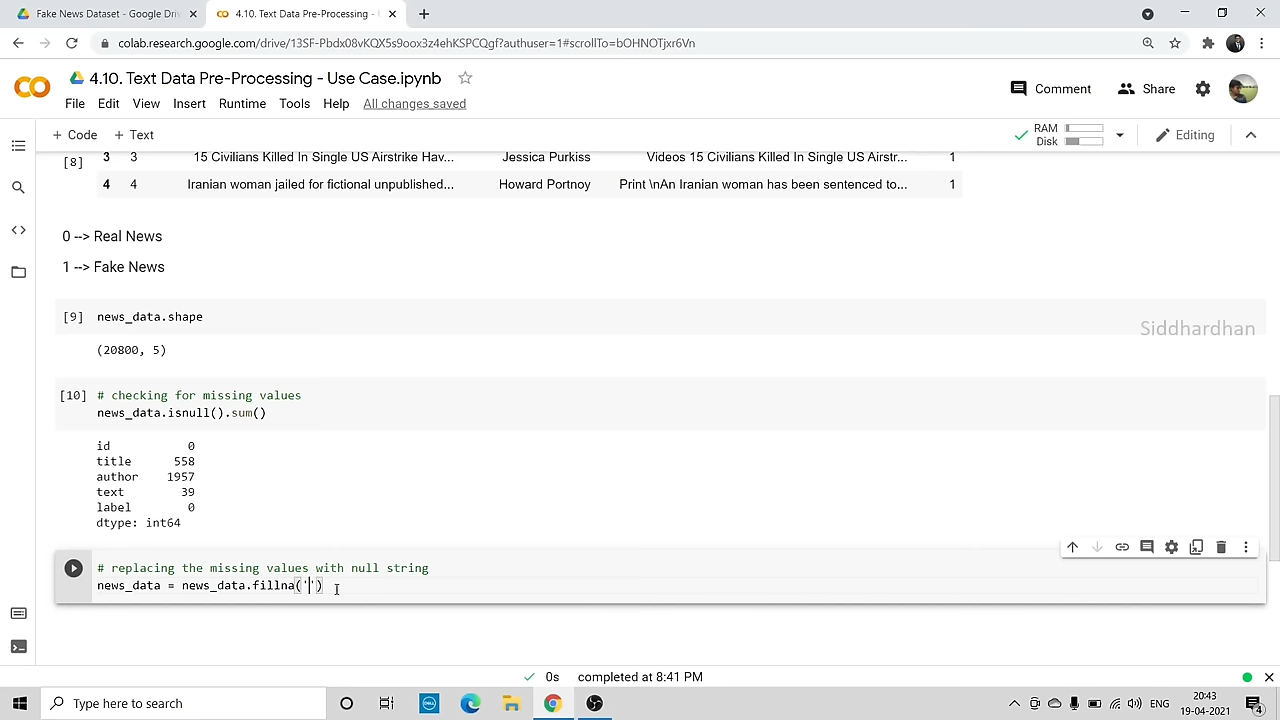 Fake News Dataset - Google Dri
4.10. Text Data Pre-Processing -
colab.research.google.com/drive/13SF-Pbdx08vKQX5s9oox3z4ehKSPCQgf?authuser=1#scrollTo=bOHNOTjxr6Vn
4.10. Text Data Pre-Processing - Use Case.ipynb
Comment
Share
File Edit View Insert Runtime Tools Help All changes saved
+ Code + Text
RAM
Disk
Editing
[8]
3 3 15 Civilians Killed In Single US Airstrike Hav... Jessica Purkiss Videos 15 Civilians Killed In Single US Airstr... 1
4 4 Iranian woman jailed for fictional unpublished... Howard Portnoy Print \nAn Iranian woman has been sentenced to... 1
0 --> Real News
1 --> Fake News
[9] news_data.shape
Siddhardhan
(20800, 5)
[10] # checking for missing values
news_data.isnull().sum()
id 0
title 558
author 1957
text 39
label 0
dtype: int64
# replacing the missing values with null string
news_data = news_data.fillna('')
0s completed at 8:41 PM
Type here to search
DELL
ENG
20:43
19-04-2021
4